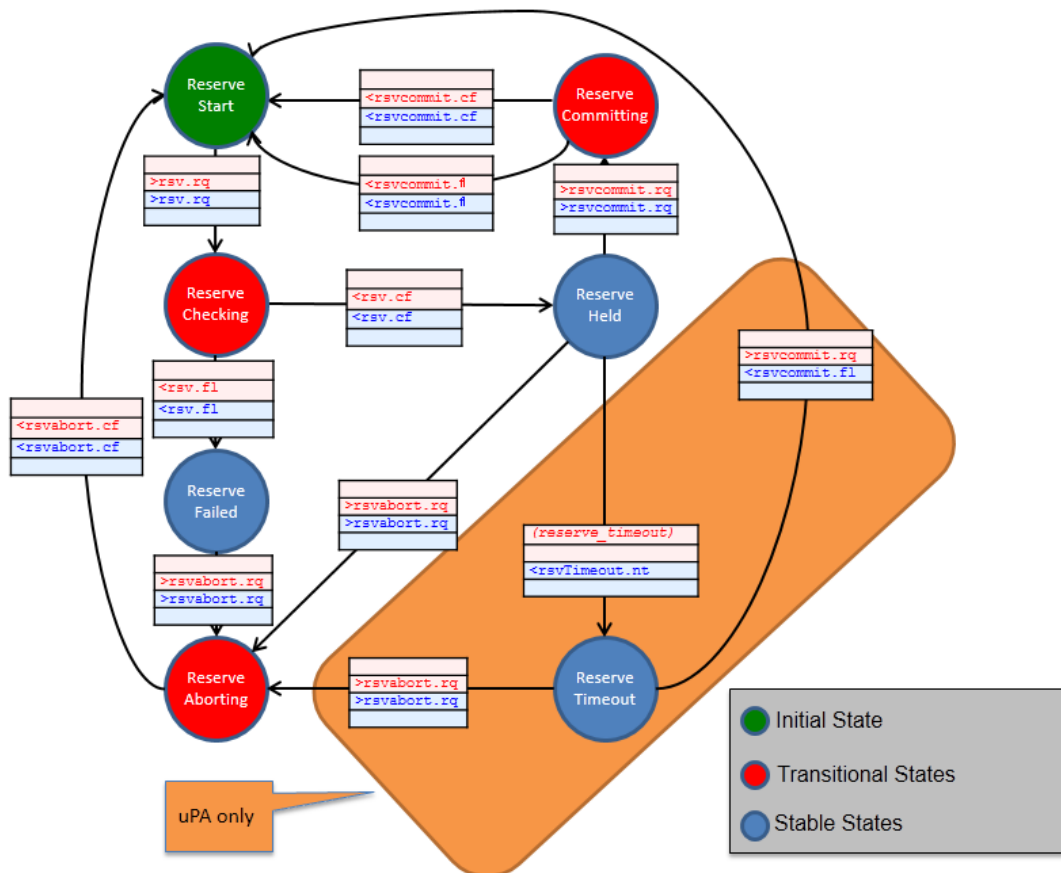 Reserve
Start
<rsvcommit.cf
<rsvcommit.cf
Reserve
Committing
>rsv.rq
>rsv.rq
<rsvcommit.fl
<rsvcommit.fl
>rsvcommit.rq
>rsvcommit.rq
Reserve
Checking
<rsv.cf
<rsv.cf
Reserve
Held
>rsvcommit.rq
<rsvcommit.fl
<rsv.fl
<rsv.fl
<rsvabort.cf
<rsvabort.cf
Reserve
Failed
>rsvabort.rq
>rsvabort.rq
(reserve_timeout)
<rsvTimeout.nt
>rsvabort.rq
>rsvabort.rq
Reserve
Aborting
>rsvabort.rq
>rsvabort.rq
Reserve
Timeout
Initial State
Transitional States
Stable States
uPA only